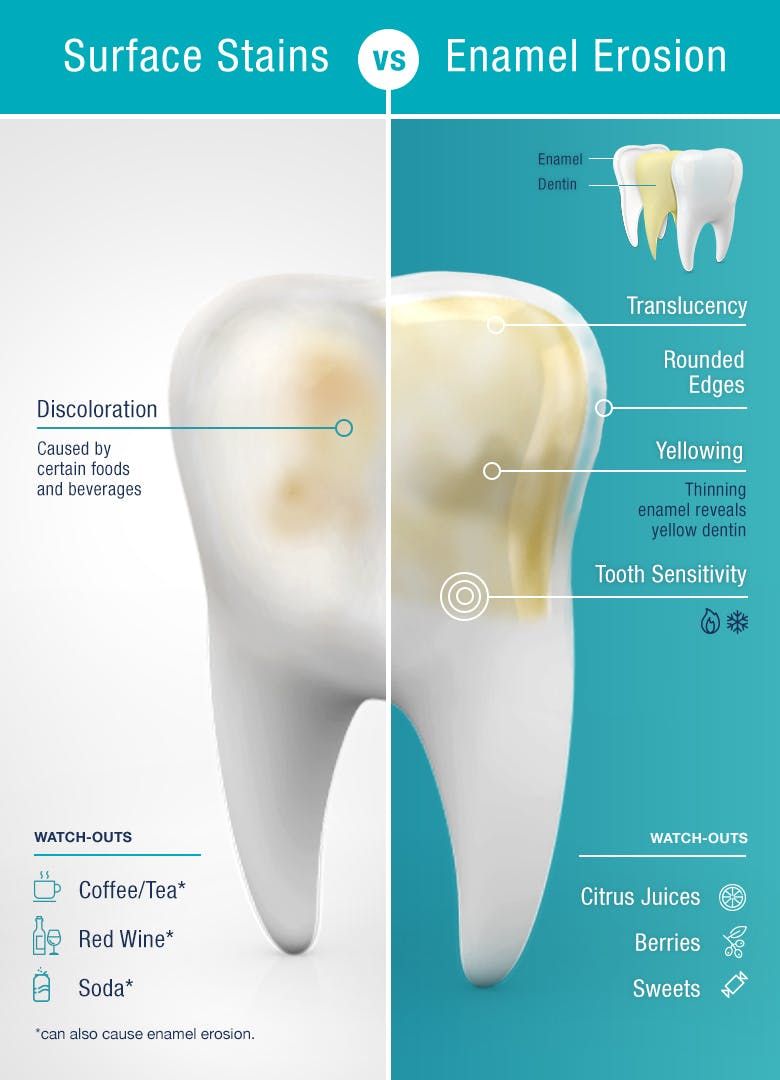 Surface Stains vs Enamel Erosion
Enamel
Dentin
Translucency
Rounded
Edges
Discoloration
Caused by
certain foods
and beverages
Yellowing
Thinning
enamel reveals
yellow dentin
Tooth Sensitivity
WATCH-OUTS
Coffee/Tea*
Red Wine*
Soda*
*can also cause enamel erosion.
WATCH-OUTS
Citrus Juices
Berries
Sweets